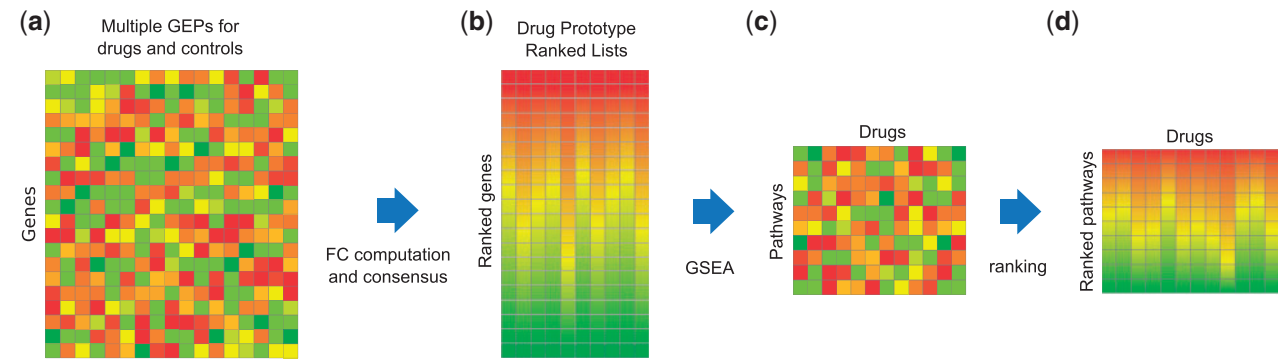 (a)
Multiple GEPs for
drugs and controls
Genes
FC computation
and consensus
(b)
Drug Prototype
Ranked Lists
Ranked genes
GSEA
(c)
Drugs
Pathways
ranking
(d)
Drugs
Ranked pathways